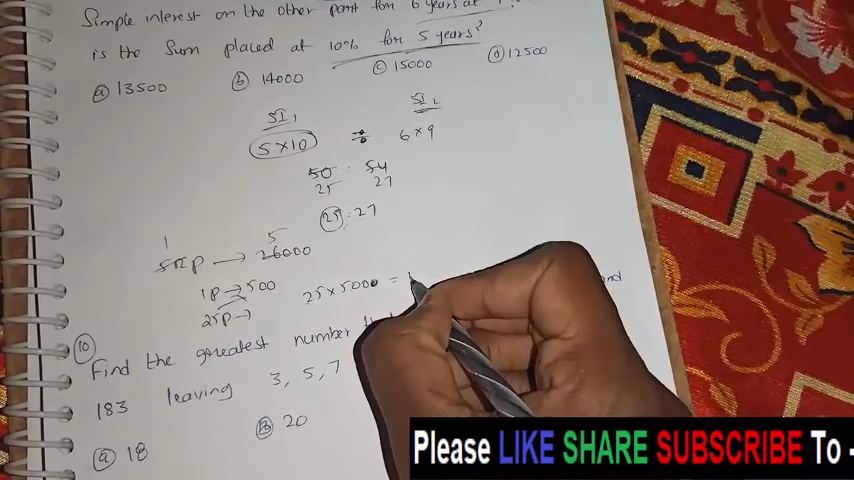 Simple interest on the other part for 6 years at
is the Sum placed at 10% for 5 years?
(a) 13500 (b) 14000 (c) 15000 (d) 12500
SI1 SI2
5×10 ÷ 6×9
50 : 54
25 27
25 : 27
1 5
52p → 26000
1p → 500
25p →
25×5000 =
(10) Find the greatest number and
183 leaving 3, 5, 7
(a) 18 (b) 20
Please LIKE SHARE SUBSCRIBE To -